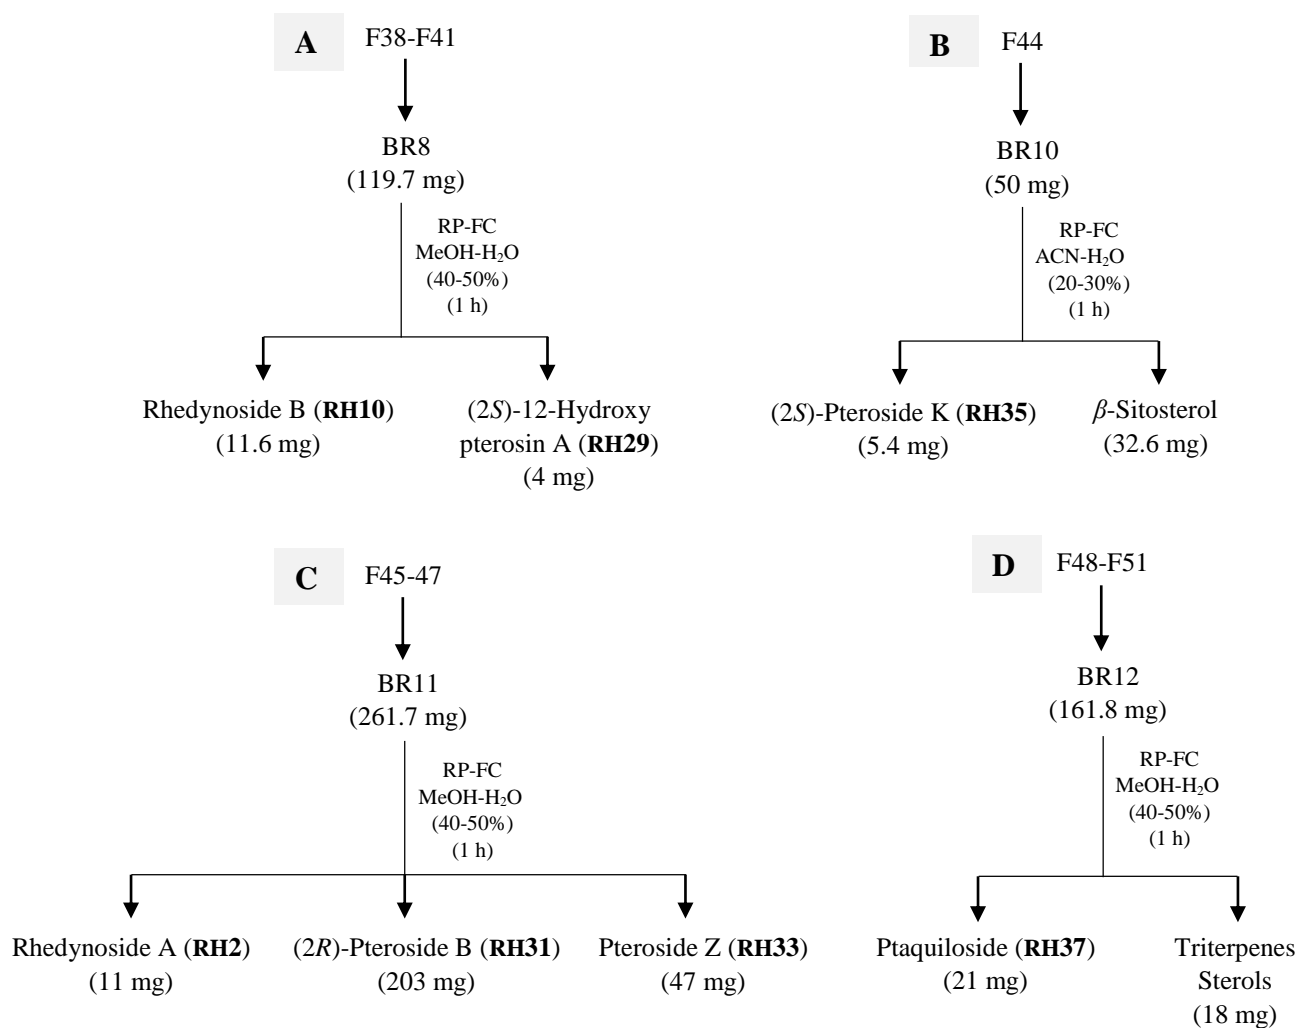 A
F38-F41
BR8
(119.7 mg)
RP-FC
MeOH-H₂O
(40-50%)
(1 h)
Rhedynoside B (RH10)
(11.6 mg)
(2S)-12-Hydroxy
pterosin A (RH29)
(4 mg)
B
F44
BR10
(50 mg)
RP-FC
ACN-H₂O
(20-30%)
(1 h)
(2S)-Pteroside K (RH35)
(5.4 mg)
β-Sitosterol
(32.6 mg)
C
F45-47
BR11
(261.7 mg)
RP-FC
MeOH-H₂O
(40-50%)
(1 h)
Rhedynoside A (RH2)
(11 mg)
(2R)-Pteroside B (RH31)
(203 mg)
Pteroside Z (RH33)
(47 mg)
D
F48-F51
BR12
(161.8 mg)
RP-FC
MeOH-H₂O
(40-50%)
(1 h)
Ptaquiloside (RH37)
(21 mg)
Triterpenes
Sterols
(18 mg)